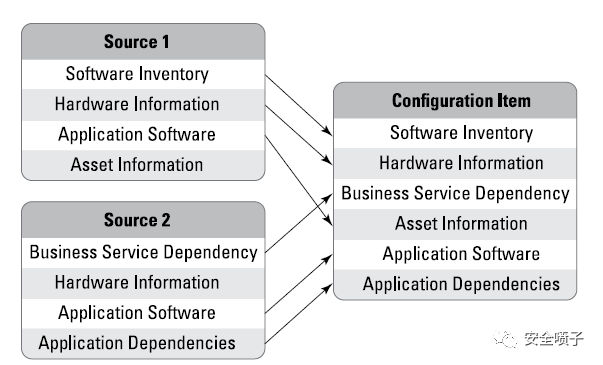 Source 1
Software Inventory
Hardware Information
Application Software
Asset Information
Source 2
Business Service Dependency
Hardware Information
Application Software
Application Dependencies
Configuration Item
Software Inventory
Hardware Information
Business Service Dependency
Asset Information
Application Software
Application Dependencies
安全喷子